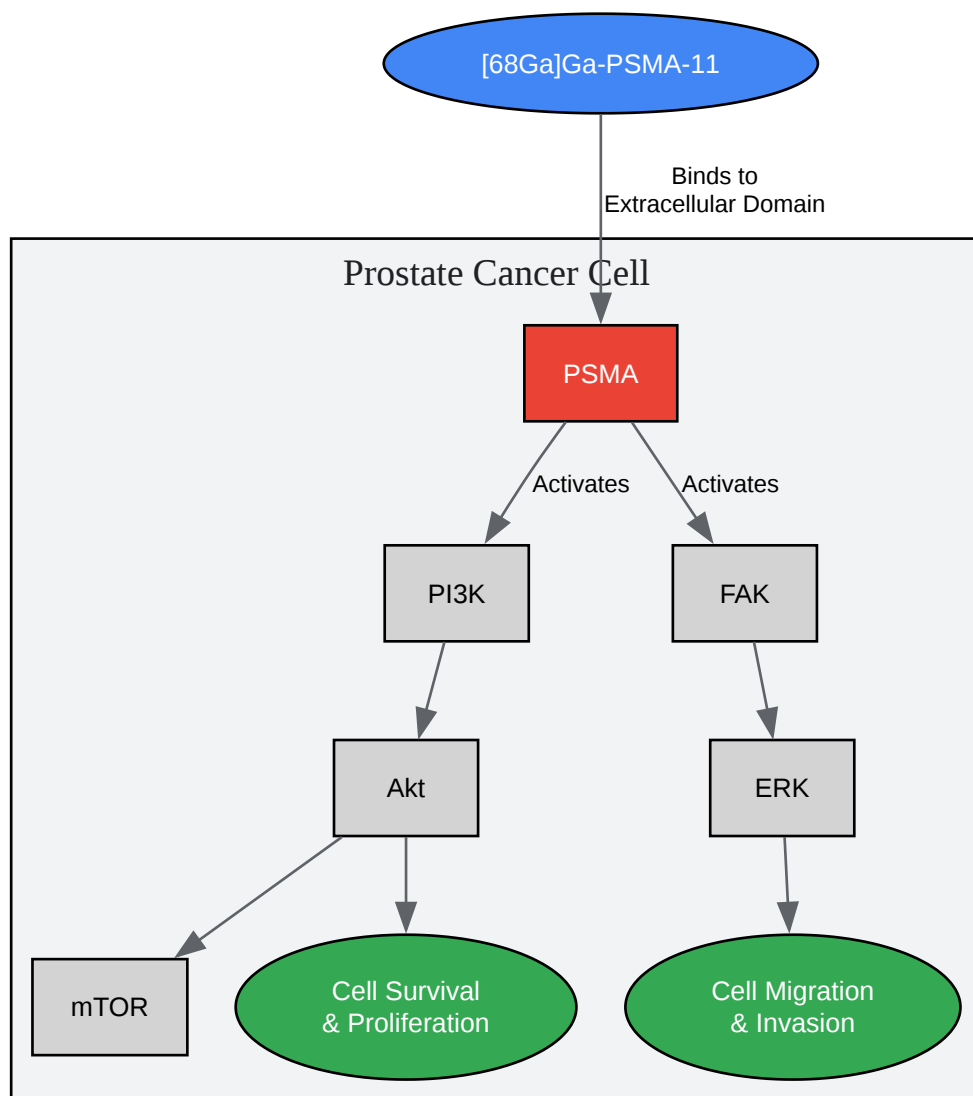 [68Ga]Ga-PSMA-11
Binds to
Extracellular Domain
Prostate Cancer Cell
PSMA
Activates
Activates
PI3K
FAK
Akt
ERK
mTOR
Cell Survival
& Proliferation
Cell Migration
& Invasion